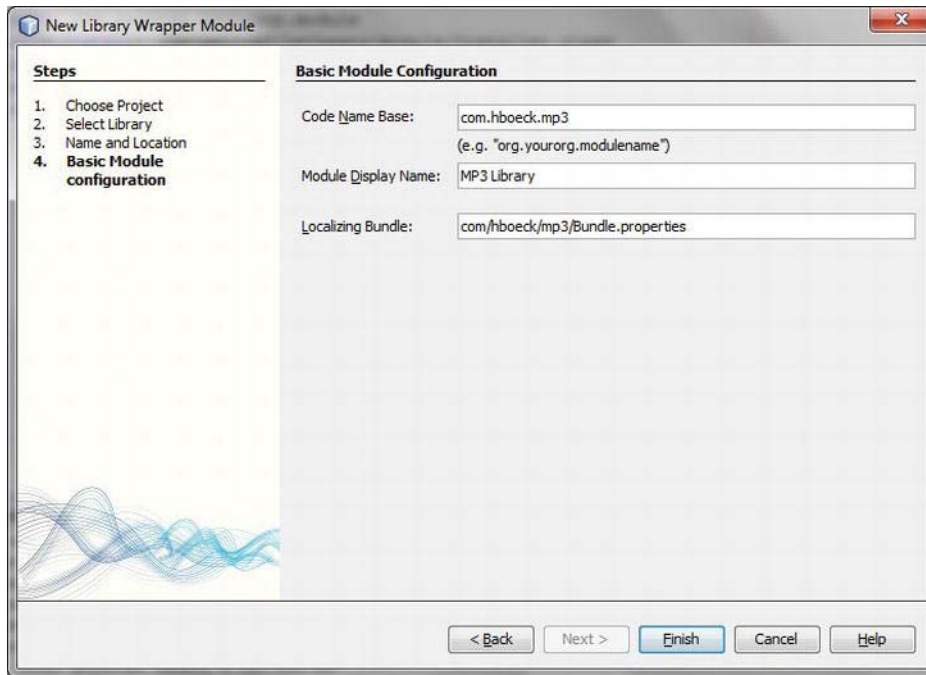 New Library Wrapper Module
Steps
1. Choose Project
2. Select Library
3. Name and Location
4. Basic Module
configuration
Basic Module Configuration
Code Name Base: com.hboeck.mp3
(e.g. "org.yourorg.modulename")
Module Display Name: MP3 Library
Localizing Bundle: com/hboeck/mp3/Bundle.properties
< Back Next > Finish Cancel Help